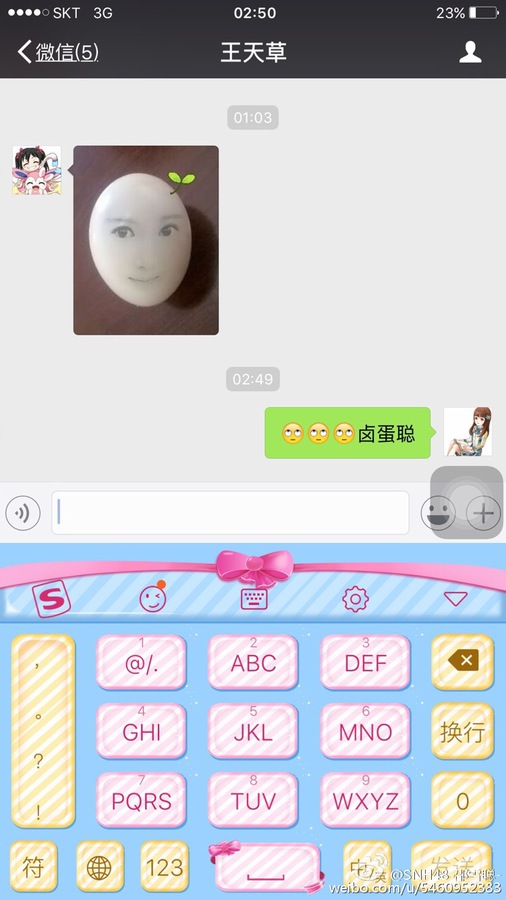 SKT 3G 02:50 23%
微信(5) 王天草
01:03
02:49
🙄🙄🙄卤蛋聪
S
, 1 @/. 2 ABC 3 DEF
。 4 GHI 5 JKL 6 MNO 换行
? 7 PQRS 8 TUV 9 WXYZ 0
!
符 123 中/英 发送
@SNH48
weibo.com/u/5460952383